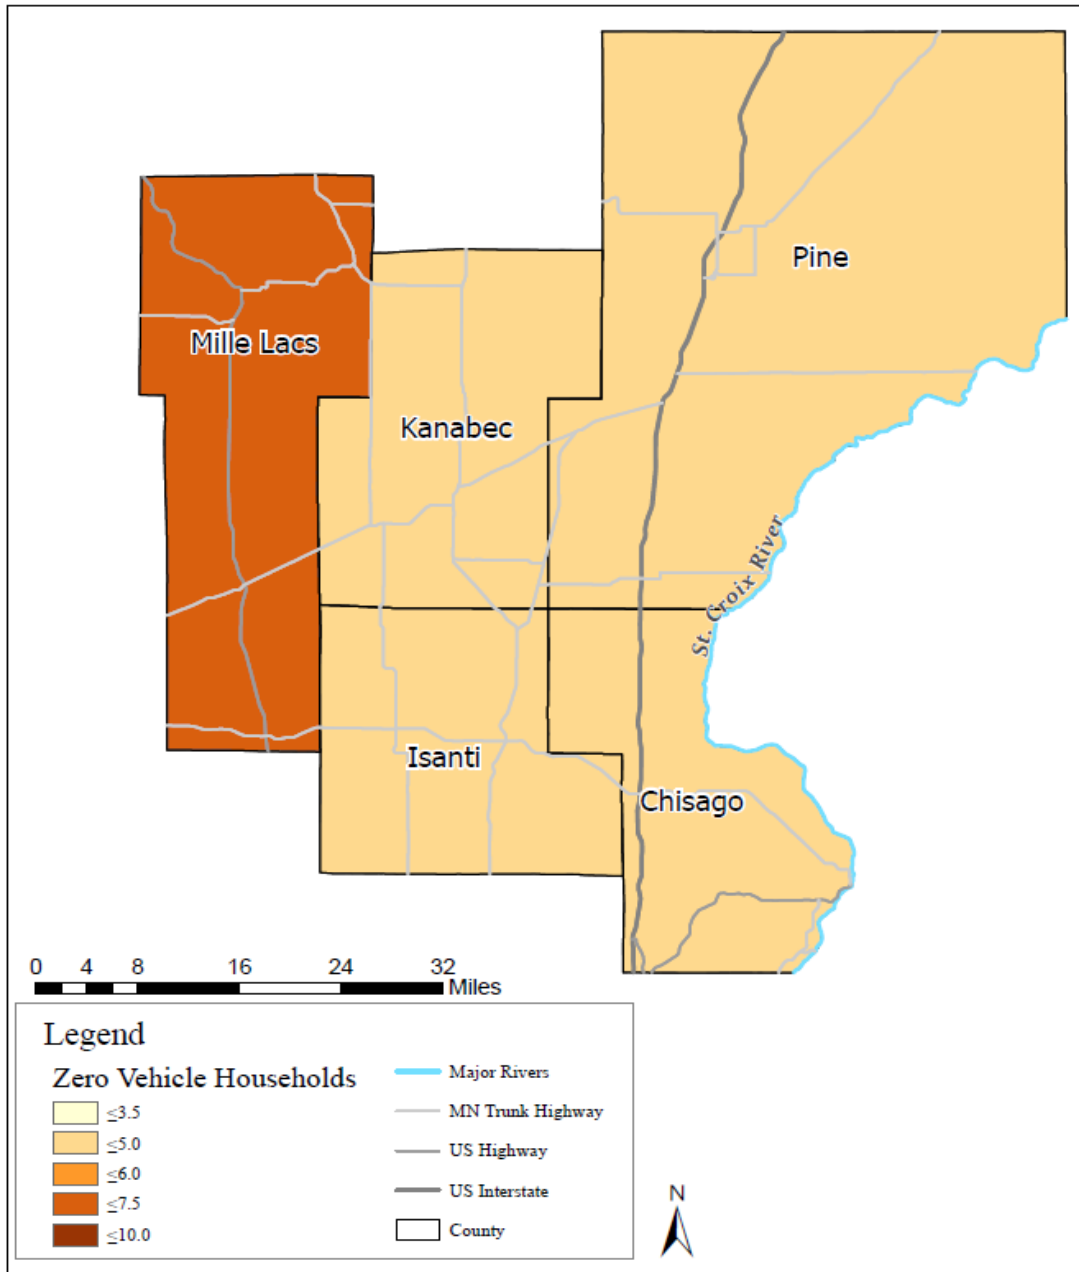 Pine
Mille Lacs
Kanabec
St. Croix River
Isanti
Chisago
0 4 8 16 24 32
Miles
N
Legend
Zero Vehicle Households
≤3.5
≤5.0
≤6.0
≤7.5
≤10.0
Major Rivers
MN Trunk Highway
US Highway
US Interstate
County